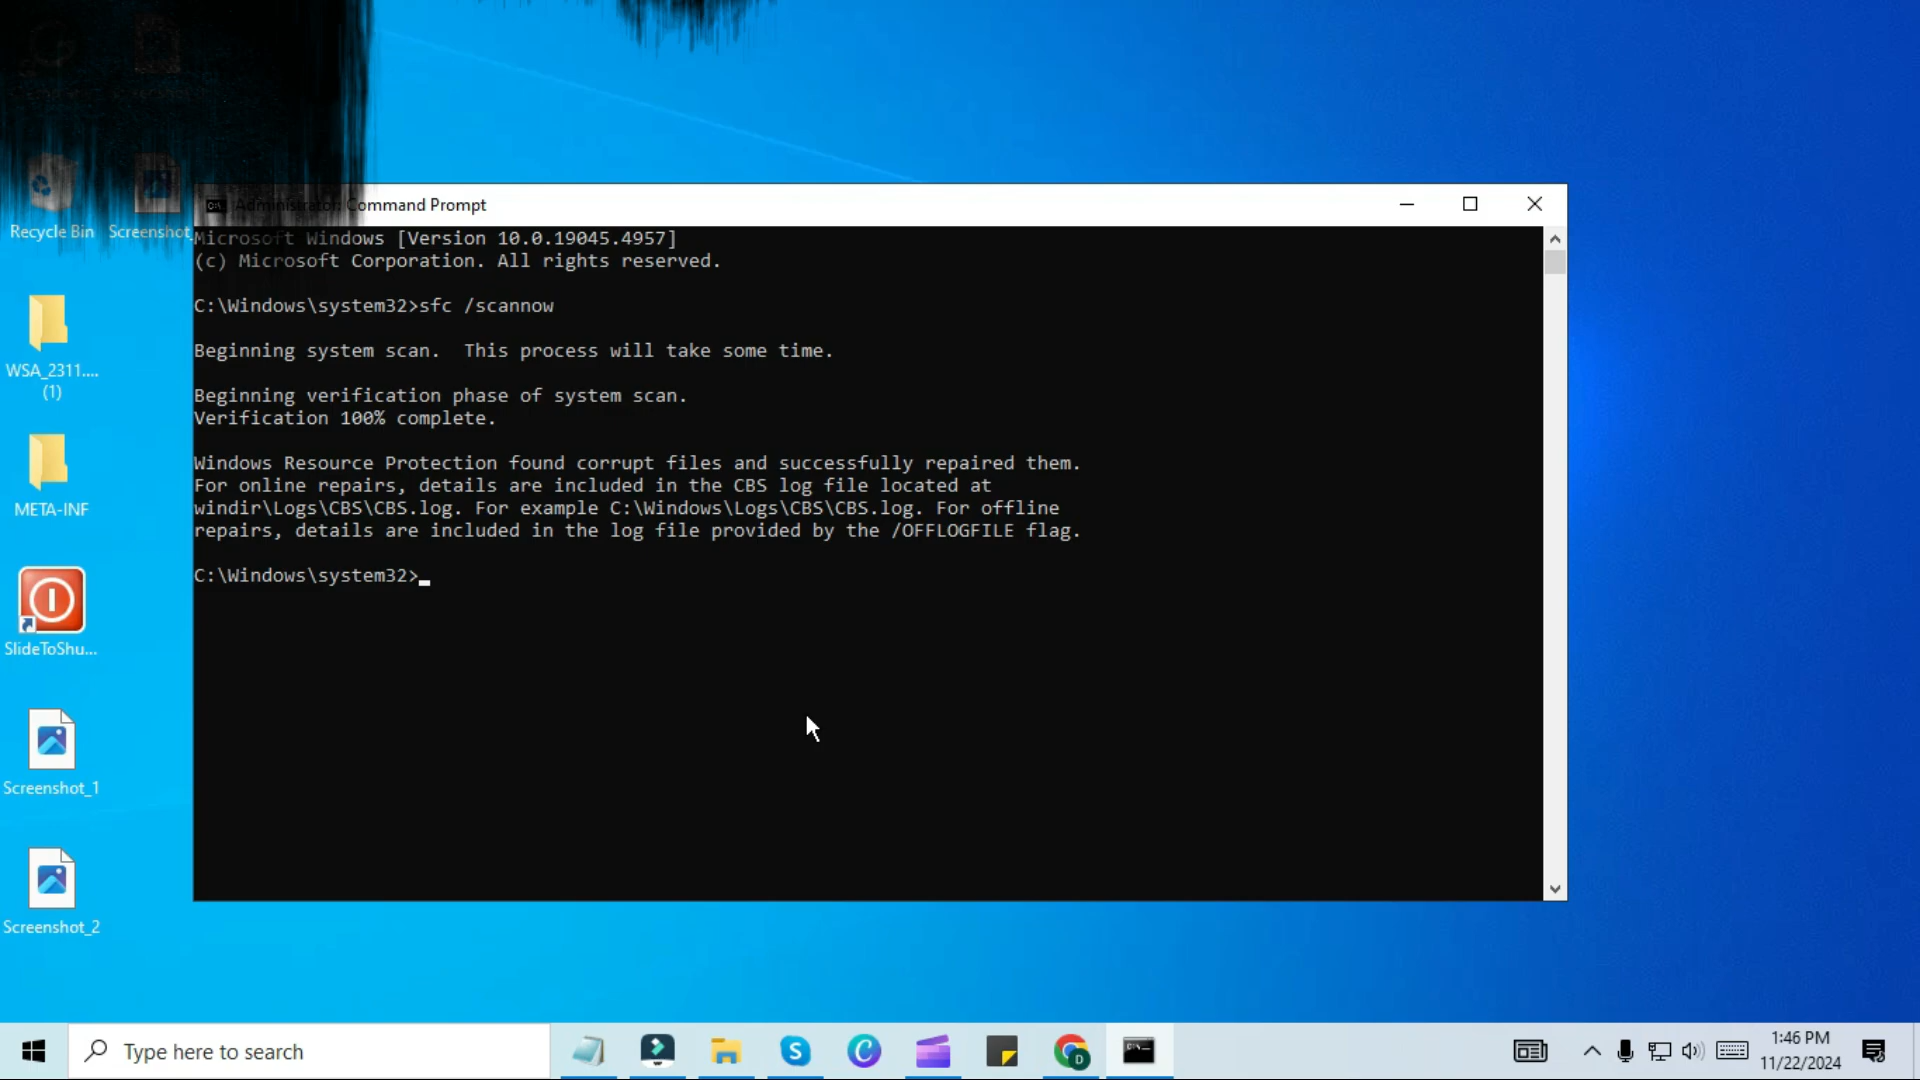 Recycle Bin
Screenshot_
WSA_2311....
(1)
META-INF
SlideToShu...
Screenshot_1
Screenshot_2
Administrator: Command Prompt
Microsoft Windows [Version 10.0.19045.4957]
(c) Microsoft Corporation. All rights reserved.
C:\Windows\system32>sfc /scannow
Beginning system scan.  This process will take some time.
Beginning verification phase of system scan.
Verification 100% complete.
Windows Resource Protection found corrupt files and successfully repaired them.
For online repairs, details are included in the CBS log file located at
windir\Logs\CBS\CBS.log. For example C:\Windows\Logs\CBS\CBS.log. For offline
repairs, details are included in the log file provided by the /OFFLOGFILE flag.
C:\Windows\system32>
Type here to search
1:46 PM
11/22/2024